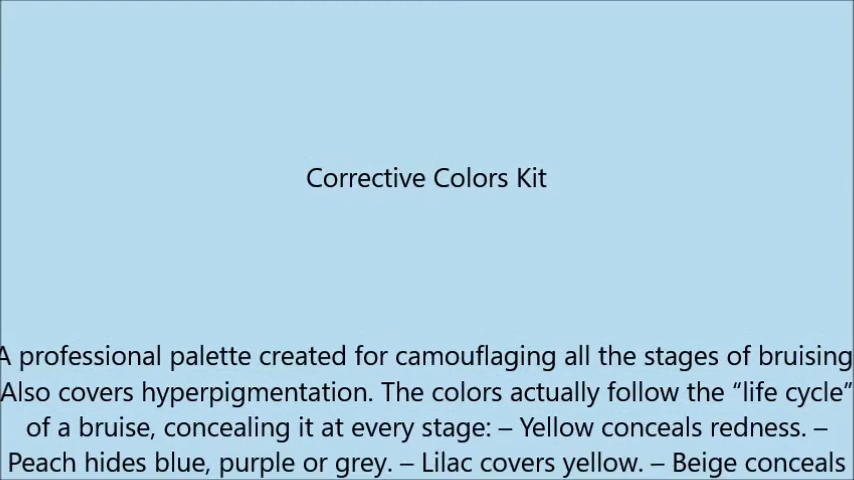 Corrective Colors Kit
A professional palette created for camouflaging all the stages of bruising
Also covers hyperpigmentation. The colors actually follow the “life cycle”
of a bruise, concealing it at every stage: – Yellow conceals redness. –
Peach hides blue, purple or grey. – Lilac covers yellow. – Beige conceals